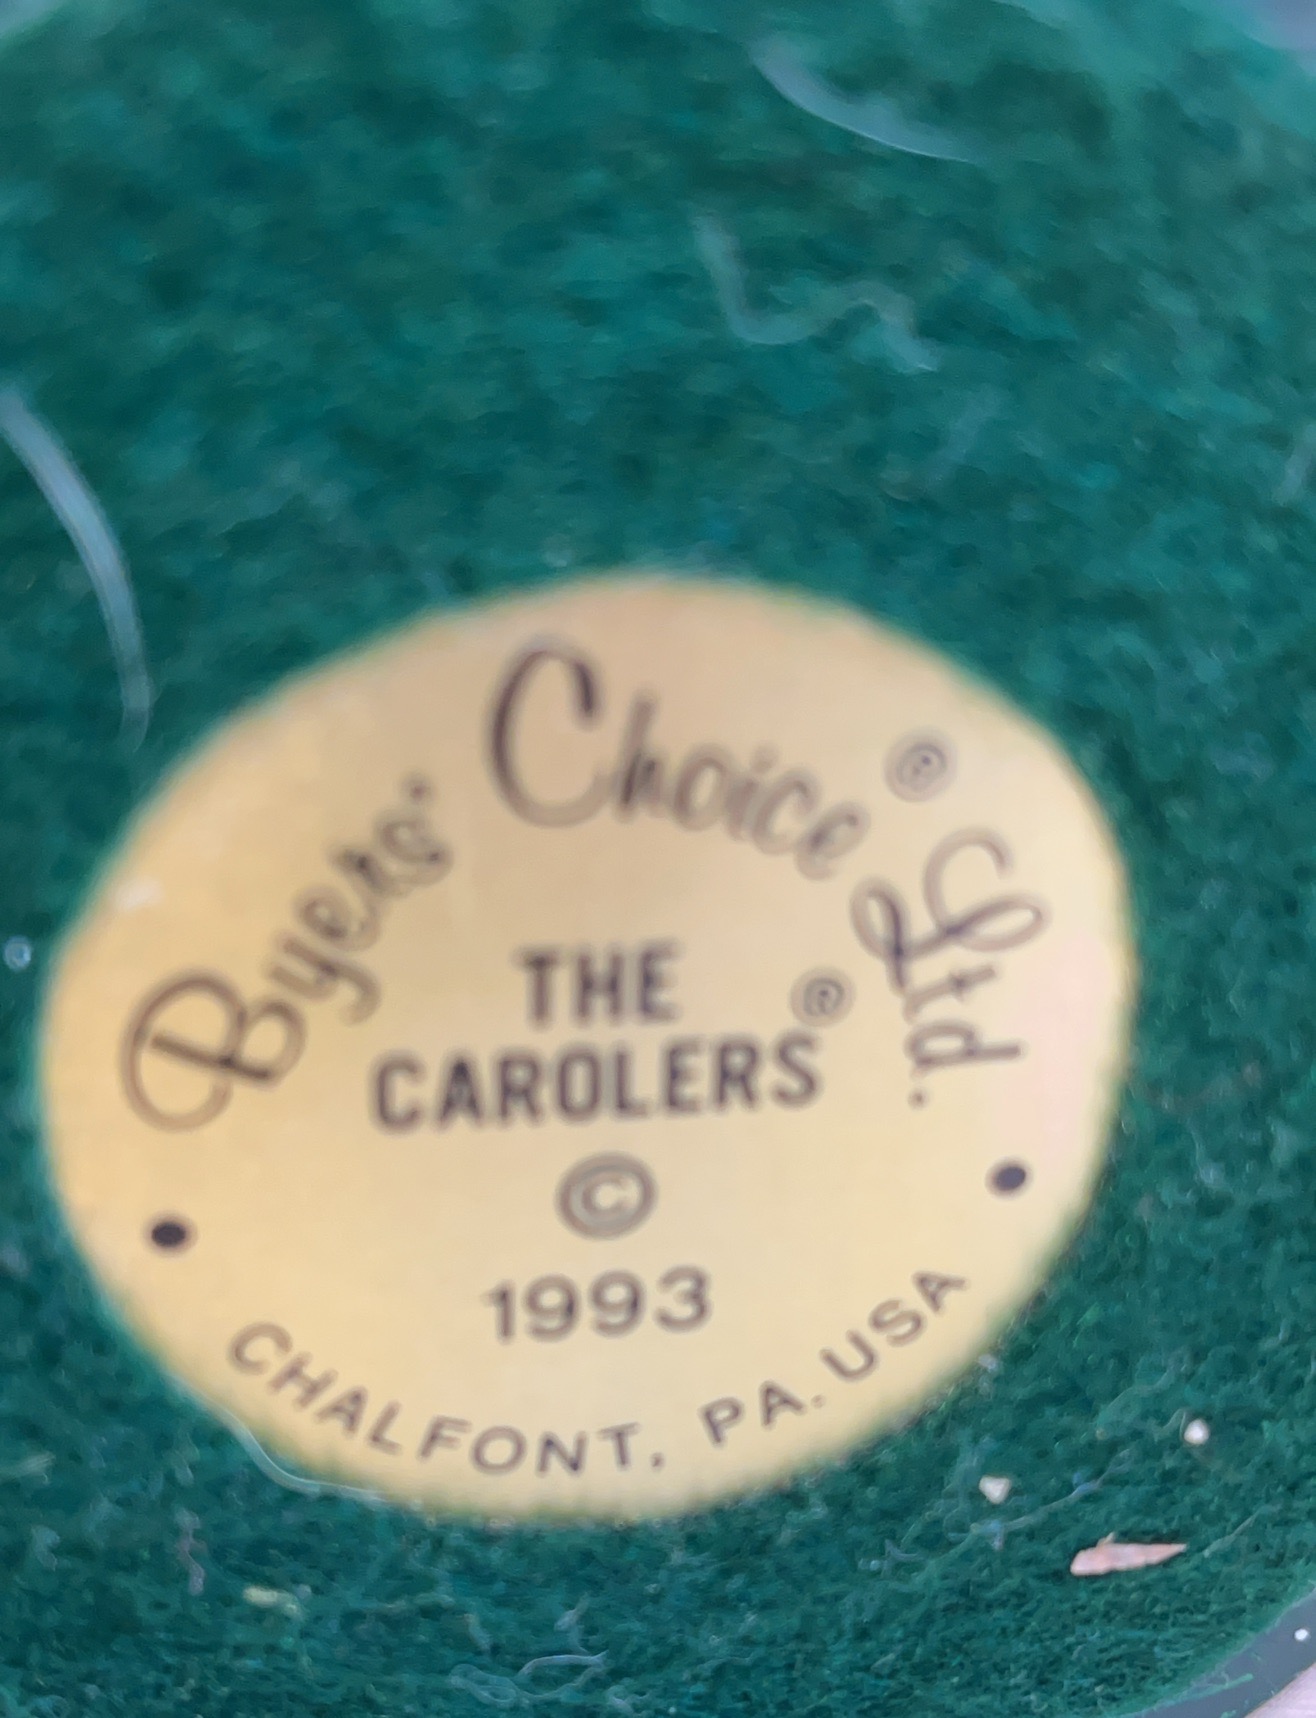 Byers' Choice® Ltd.
THE
CAROLERS®
©
1993
CHALFONT, PA. USA